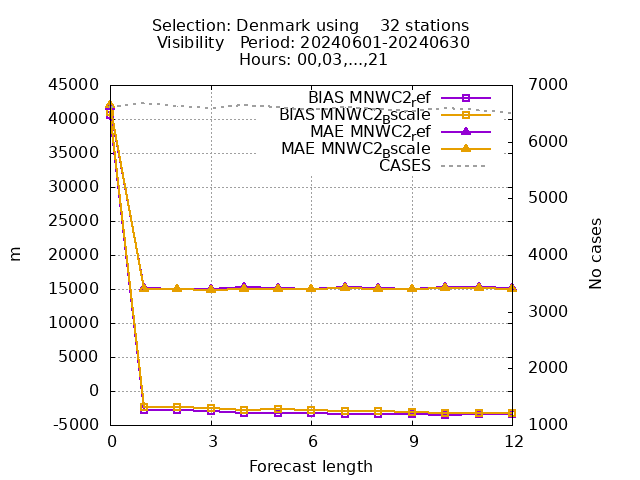 Selection: Denmark using    32 stations
Visibility   Period: 20240601-20240630
Hours: 00,03,...,21
45000
40000
35000
30000
25000
20000
15000
10000
5000
0
-5000
7000
6000
5000
4000
3000
2000
1000
BIAS MNWC2_ref
BIAS MNWC2_Bscale
MAE MNWC2_ref
MAE MNWC2_Bscale
CASES
m
No cases
0 3 6 9 12
Forecast length